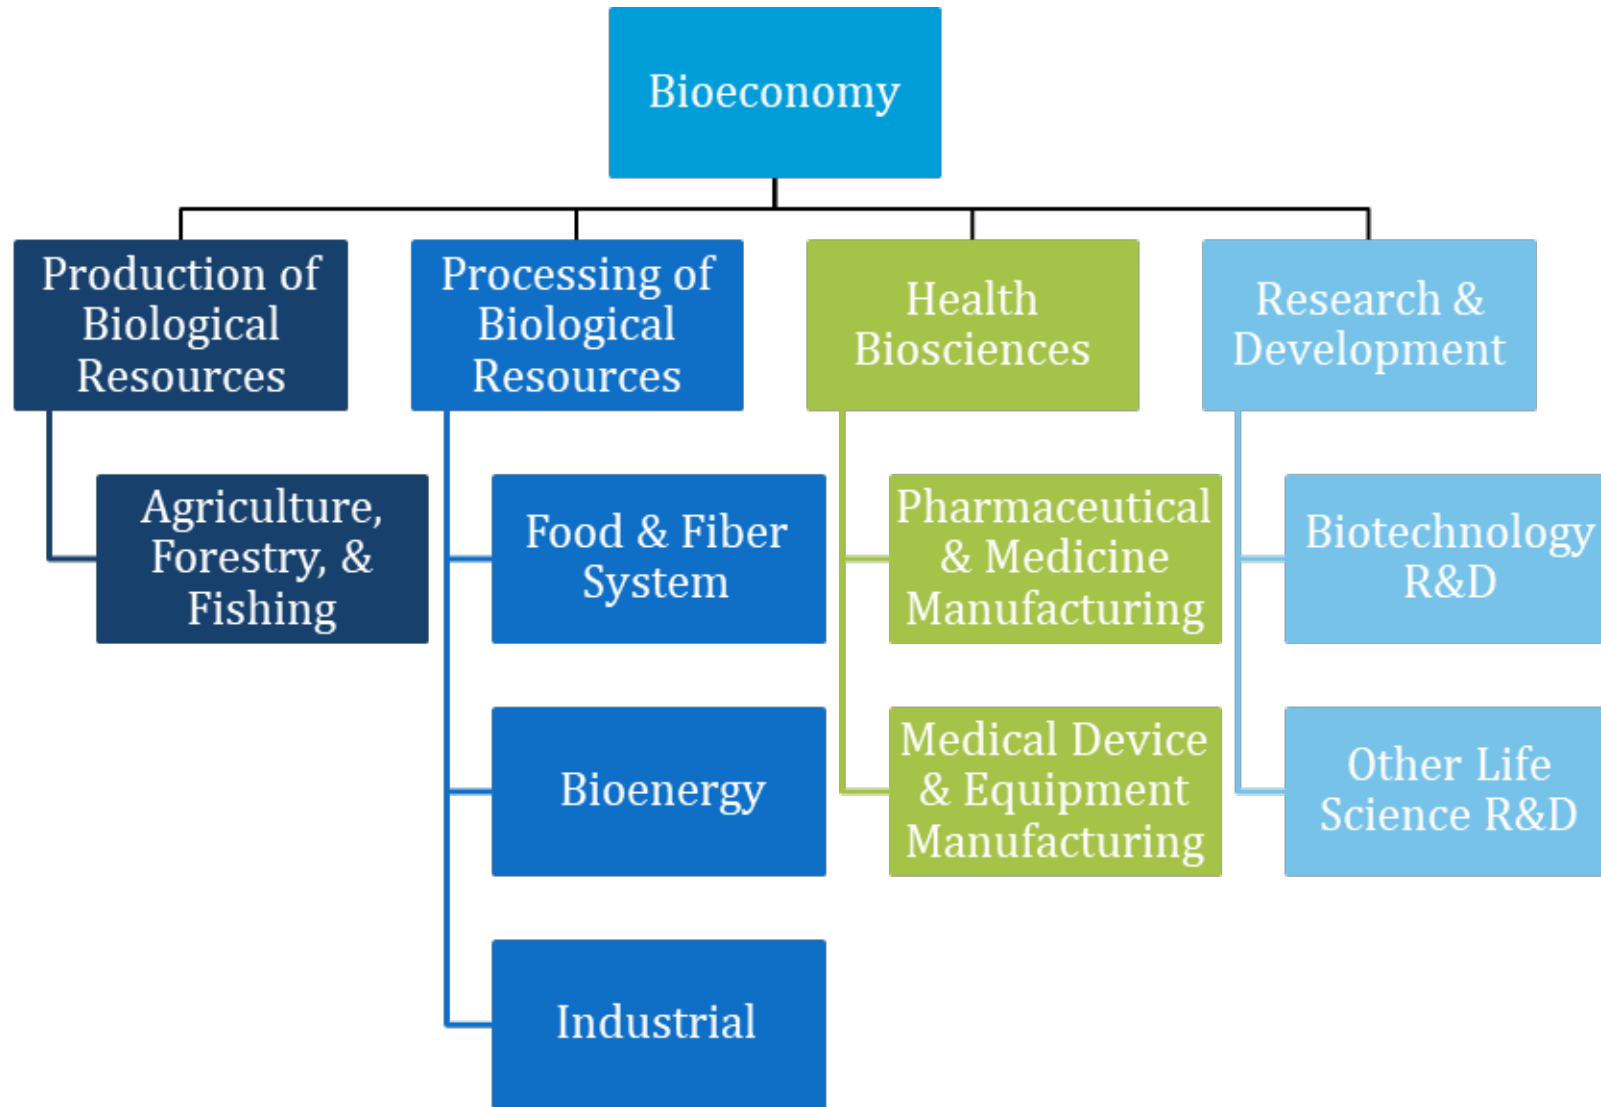 Bioeconomy
Production of
Biological
Resources
Agriculture,
Forestry, &
Fishing
Processing of
Biological
Resources
Food & Fiber
System
Bioenergy
Industrial
Health
Biosciences
Pharmaceutical
& Medicine
Manufacturing
Medical Device
& Equipment
Manufacturing
Research &
Development
Biotechnology
R&D
Other Life
Science R&D